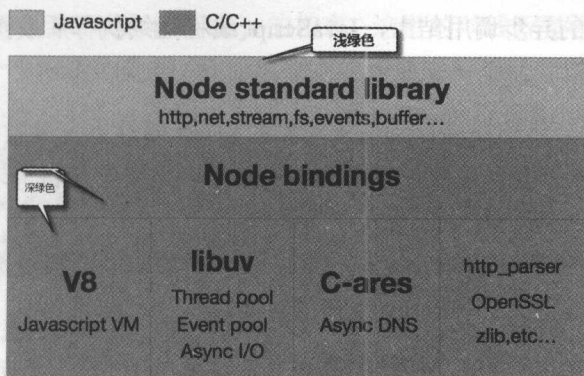 Javascript C/C++
浅绿色
Node standard library
http,net,stream,fs,events,buffer...
深绿色
Node bindings
V8
Javascript VM
libuv
Thread pool
Event pool
Async I/O
C-ares
Async DNS
http_parser
OpenSSL
zlib,etc...